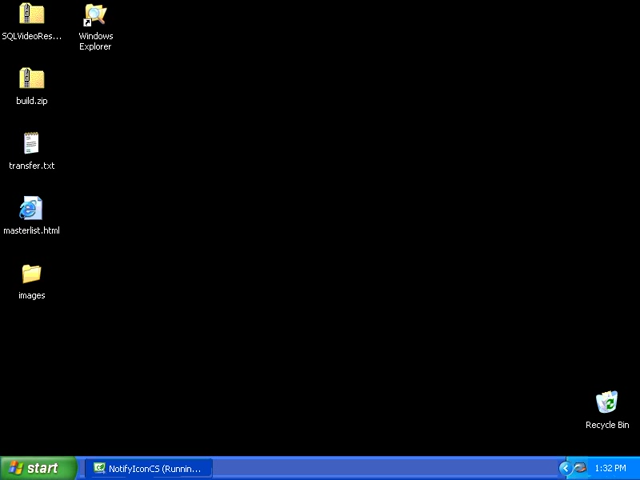 SQLVideoRes...
Windows
Explorer
build.zip
transfer.txt
masterlist.html
images
Recycle Bin
start
NotifyIconCS (Runnin...
1:32 PM